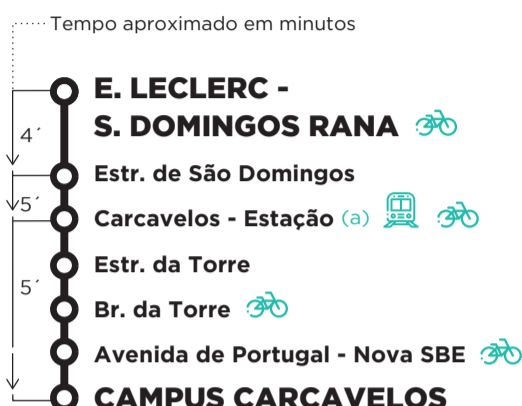 Tempo aproximado em minutos
E. LECLERC -
S. DOMINGOS RANA
4´
Estr. de São Domingos
5´
Carcavelos - Estação (a)
Estr. da Torre
5´
Br. da Torre
Avenida de Portugal - Nova SBE
CAMPUS CARCAVELOS